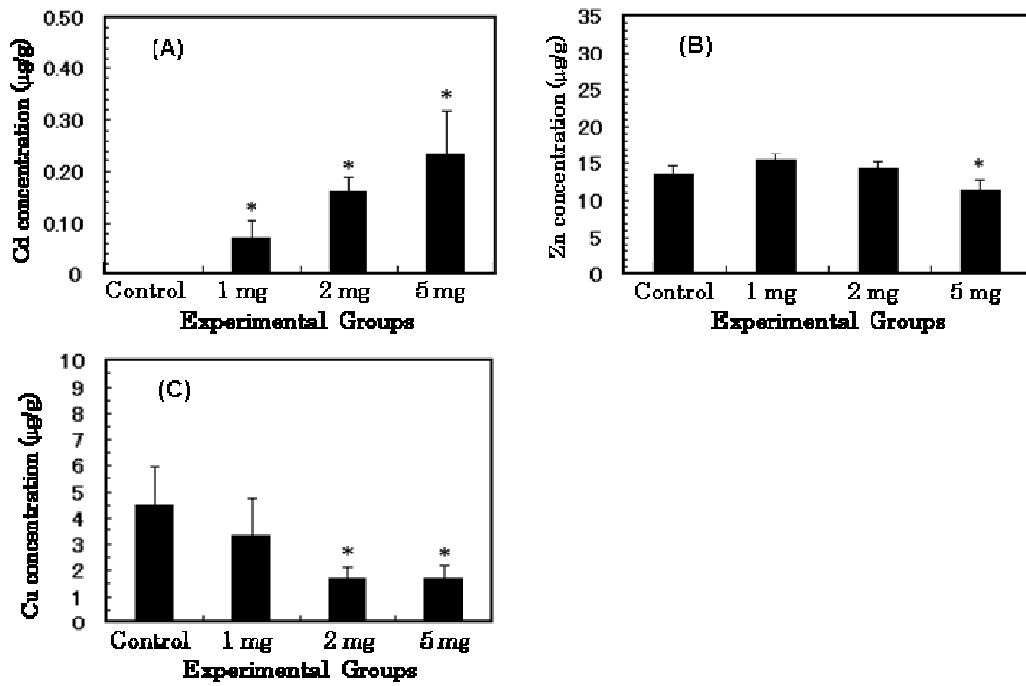 (A)
Cd concentration (µg/g)
0.50
0.40
0.30
0.20
0.10
0
*
*
*
Control 1 mg 2 mg 5 mg
Experimental Groups
(B)
Zn concentration (µg/g)
35
30
25
20
15
10
5
0
*
Control 1 mg 2 mg 5 mg
Experimental Groups
(C)
Cu concentration (µg/g)
10
9
8
7
6
5
4
3
2
1
0
* *
Control 1 mg 2 mg 5 mg
Experimental Groups